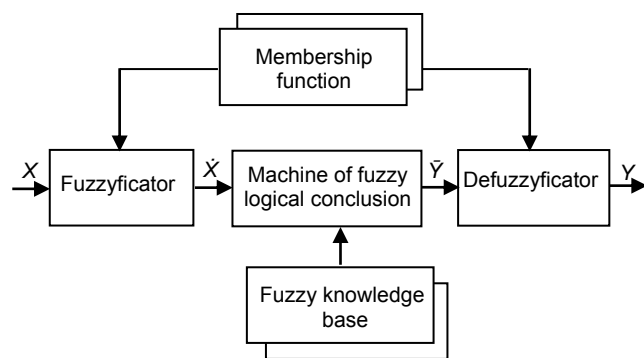 Membership
function
X
Fuzzyficator
Ẋ
Machine of fuzzy
logical conclusion
Ȳ
Defuzzyficator
Y
Fuzzy knowledge
base